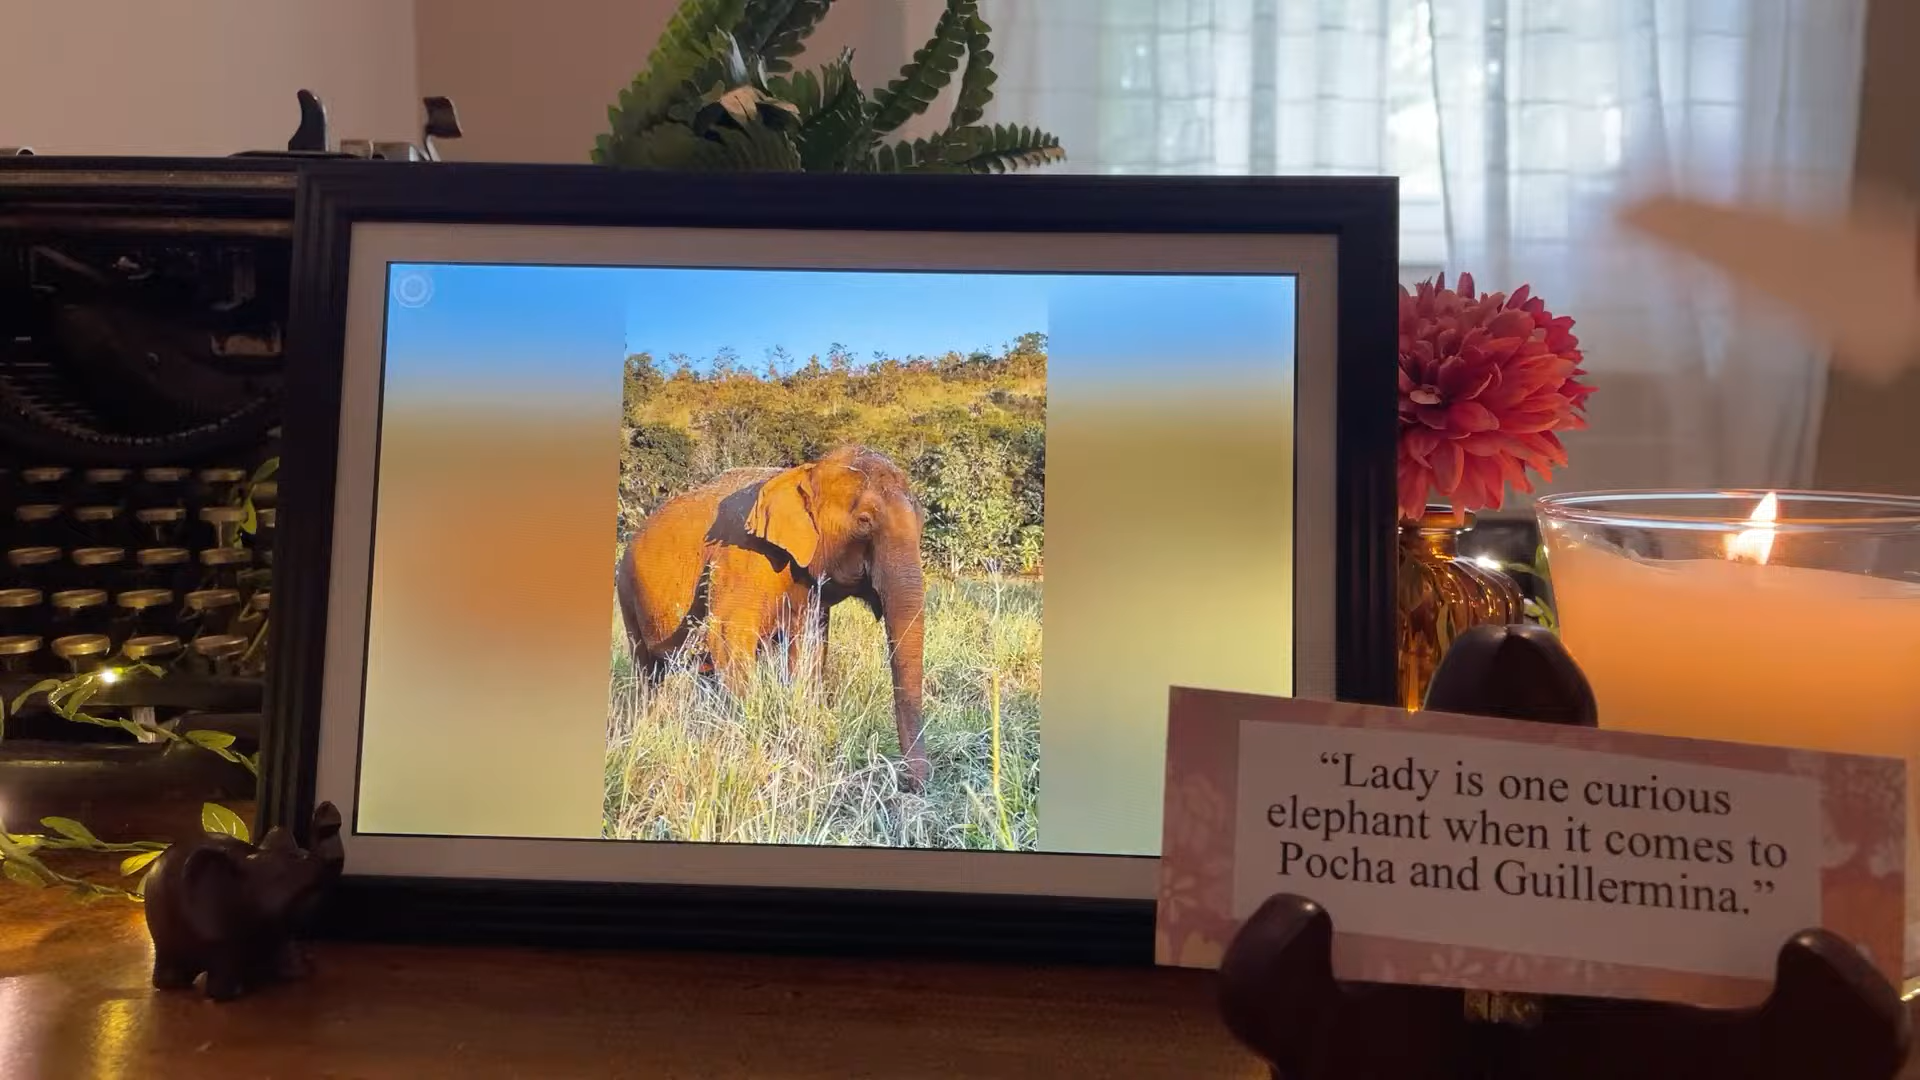 “Lady is one curious
elephant when it comes to
Pocha and Guillermina.”